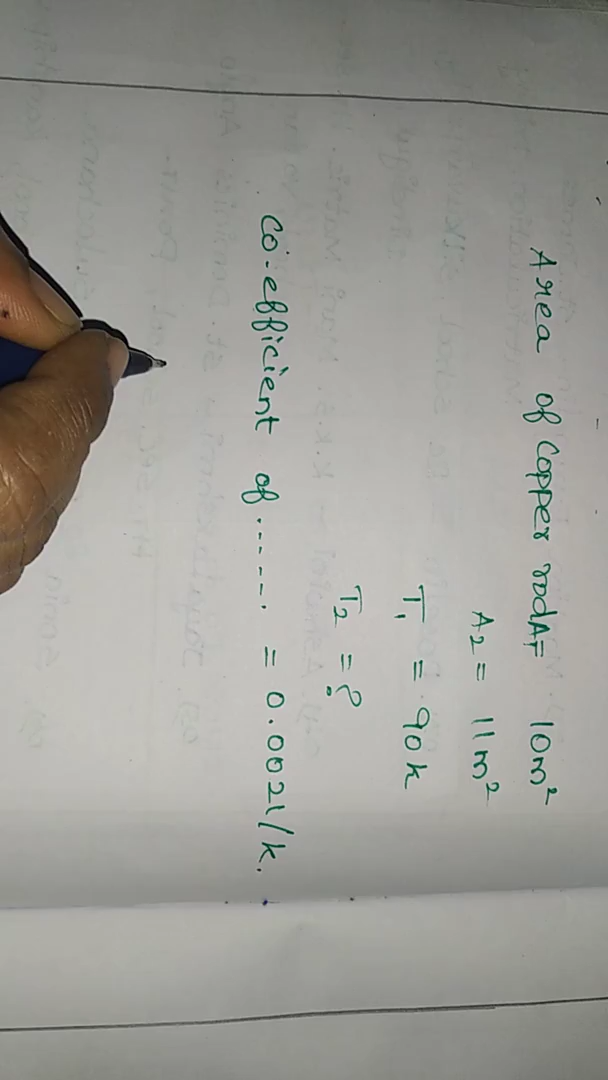 Area of Copper rod A₁= 10m²
A₂ = 11m²
T₁ = 90k
T₂ = ?
Co-efficient of ....... = 0.0021/k.